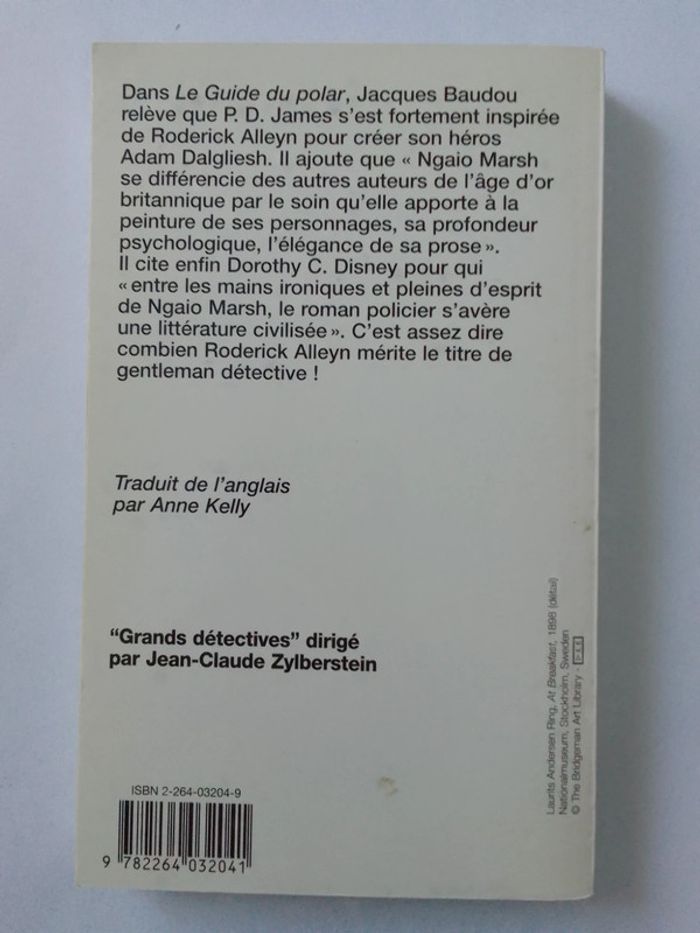 Dans Le Guide du polar, Jacques Baudou
relève que P. D. James s'est fortement inspirée
de Roderick Alleyn pour créer son héros
Adam Dalgliesh. Il ajoute que « Ngaio Marsh
se différencie des autres auteurs de l'âge d'or
britannique par le soin qu'elle apporte à la
peinture de ses personnages, sa profondeur
psychologique, l'élégance de sa prose ».
Il cite enfin Dorothy C. Disney pour qui
« entre les mains ironiques et pleines d'esprit
de Ngaio Marsh, le roman policier s'avère
une littérature civilisée ». C'est assez dire
combien Roderick Alleyn mérite le titre de
gentleman détective !
Traduit de l'anglais
par Anne Kelly
"Grands détectives" dirigé
par Jean-Claude Zylberstein
Laurits Andersen Ring, At Breakfast, 1898 (détail)
Nationalmuseum, Stockholm, Sweden
© The Bridgeman Art Library -
ISBN 2-264-03204-9
9 782264 032041